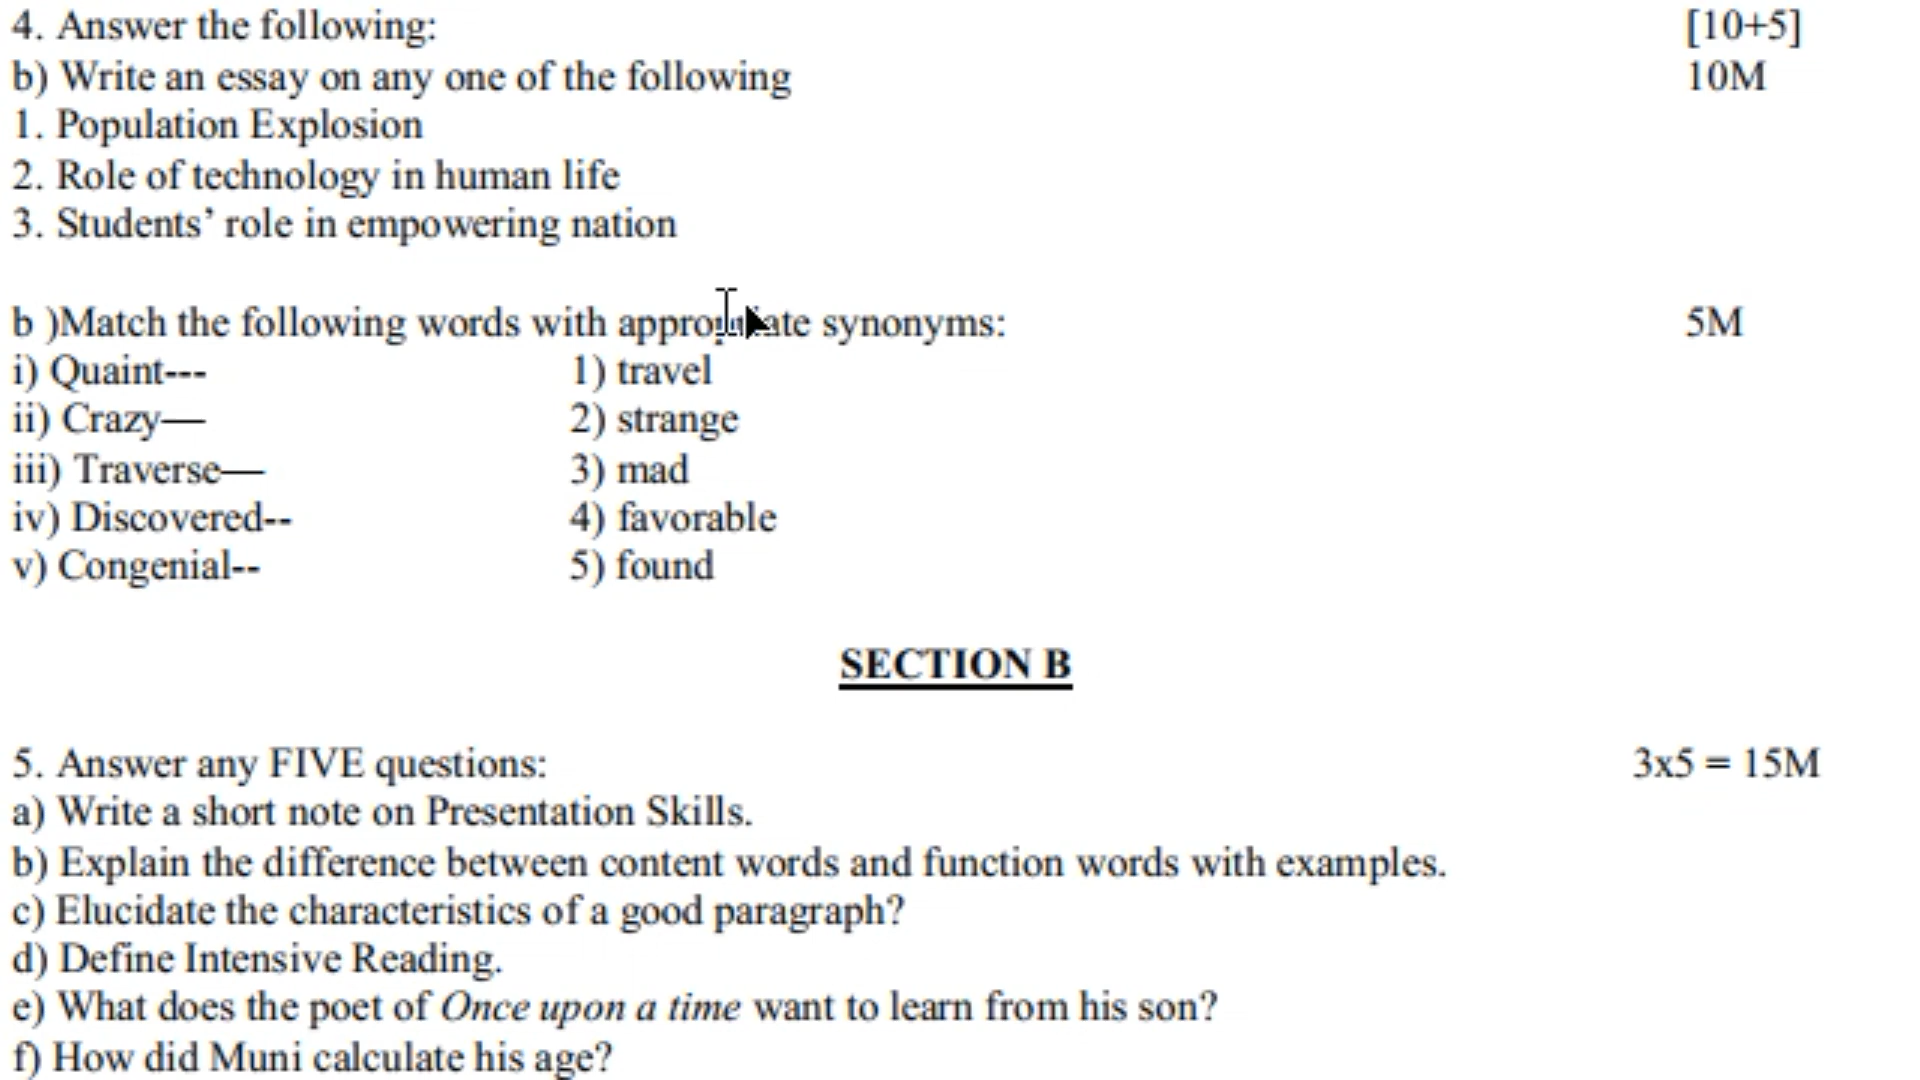 4. Answer the following: [10+5]
b) Write an essay on any one of the following 10M
1. Population Explosion
2. Role of technology in human life
3. Students’ role in empowering nation
b )Match the following words with appropriate synonyms: 5M
i) Quaint--- 1) travel
ii) Crazy— 2) strange
iii) Traverse— 3) mad
iv) Discovered-- 4) favorable
v) Congenial-- 5) found
SECTION B
5. Answer any FIVE questions: 3x5 = 15M
a) Write a short note on Presentation Skills.
b) Explain the difference between content words and function words with examples.
c) Elucidate the characteristics of a good paragraph?
d) Define Intensive Reading.
e) What does the poet of Once upon a time want to learn from his son?
f) How did Muni calculate his age?